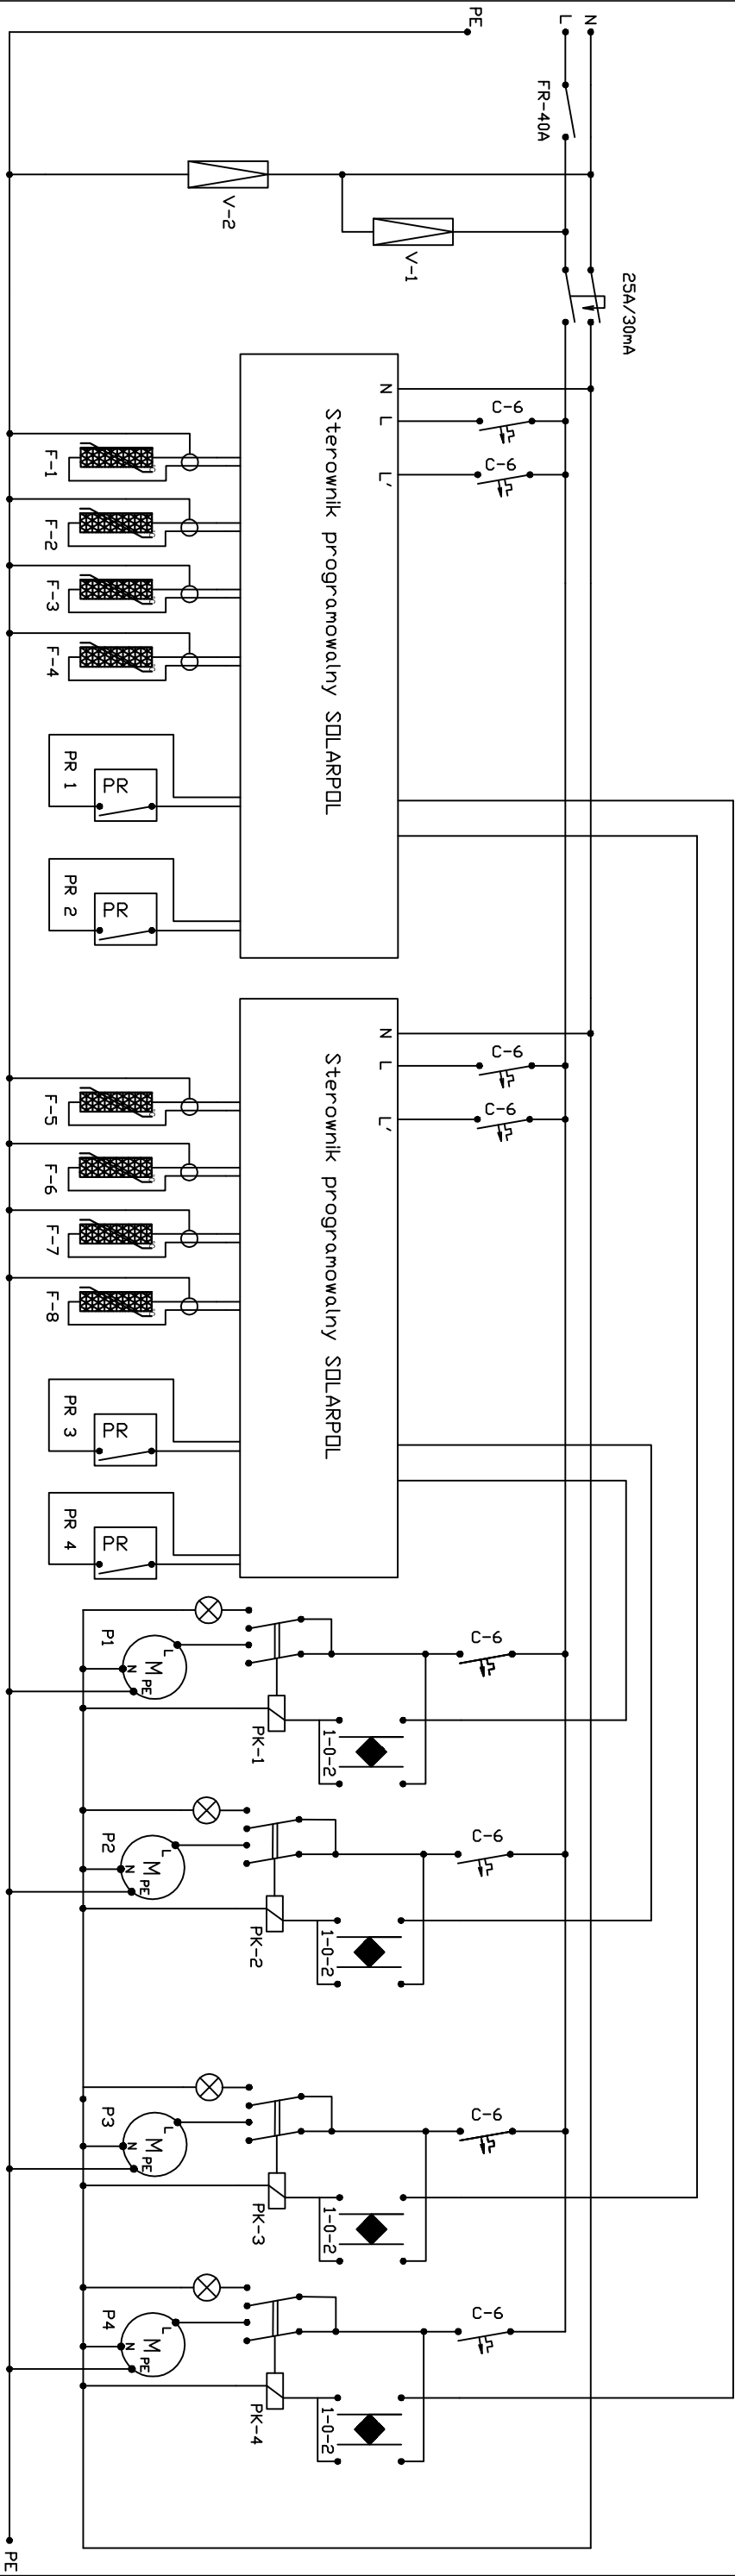 PE
L
N
FR-40A
V-2
V-1
25A/30mA
N
L
L'
C-6
C-6
Sterownik programowalny SOLARPOL
F-1
F-2
F-3
F-4
PR 1
PR
PR 2
PR
N
L
L'
C-6
C-6
Sterownik programowalny SOLARPOL
F-5
F-6
F-7
F-8
PR 3
PR
PR 4
PR
C-6
P1
L
M
N
PE
PK-1
1-0-2
C-6
P2
L
M
N
PE
PK-2
1-0-2
C-6
P3
L
M
N
PE
PK-3
1-0-2
C-6
P4
L
M
N
PE
PK-4
1-0-2
PE